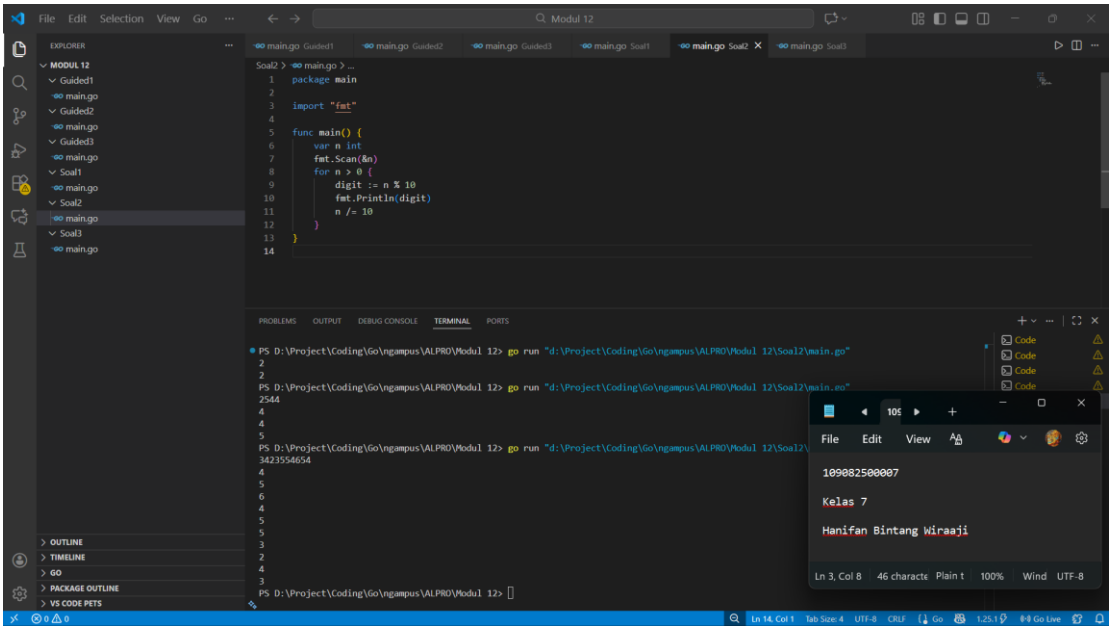 File Edit Selection View Go ··· Modul 12
EXPLORER ···
MODUL 12
Guided1
main.go
Guided2
main.go
Guided3
main.go
Soal1
main.go
Soal2
main.go
Soal3
main.go
OUTLINE
TIMELINE
GO
PACKAGE OUTLINE
VS CODE PETS
main.go Guided1 main.go Guided2 main.go Guided3 main.go Soal1 main.go Soal2 main.go Soal3
Soal2 > main.go > ...
1 package main
2
3 import "fmt"
4
5 func main() {
6 var n int
7 fmt.Scan(&n)
8 for n > 0 {
9 digit := n % 10
10 fmt.Println(digit)
11 n /= 10
12 }
13 }
14
PROBLEMS OUTPUT DEBUG CONSOLE TERMINAL PORTS
PS D:\Project\Coding\Go\ngampus\ALPRO\Modul 12> go run "d:\Project\Coding\Go\ngampus\ALPRO\Modul 12\Soal2\main.go"
2
2
PS D:\Project\Coding\Go\ngampus\ALPRO\Modul 12> go run "d:\Project\Coding\Go\ngampus\ALPRO\Modul 12\Soal2\main.go"
2544
4
4
5
PS D:\Project\Coding\Go\ngampus\ALPRO\Modul 12> go run "d:\Project\Coding\Go\ngampus\ALPRO\Modul 12\Soal2\
3423554654
4
5
6
4
5
5
3
2
4
3
PS D:\Project\Coding\Go\ngampus\ALPRO\Modul 12>
Code
Code
Code
Code
109
File Edit View
109082500007
Kelas 7
Hanifan Bintang Wiraaji
Ln 3, Col 8 46 characte Plain t 100% Wind UTF-8
0 0 Ln 14, Col 1 Tab Size: 4 UTF-8 CRLF Go 1.25.1 Go Live